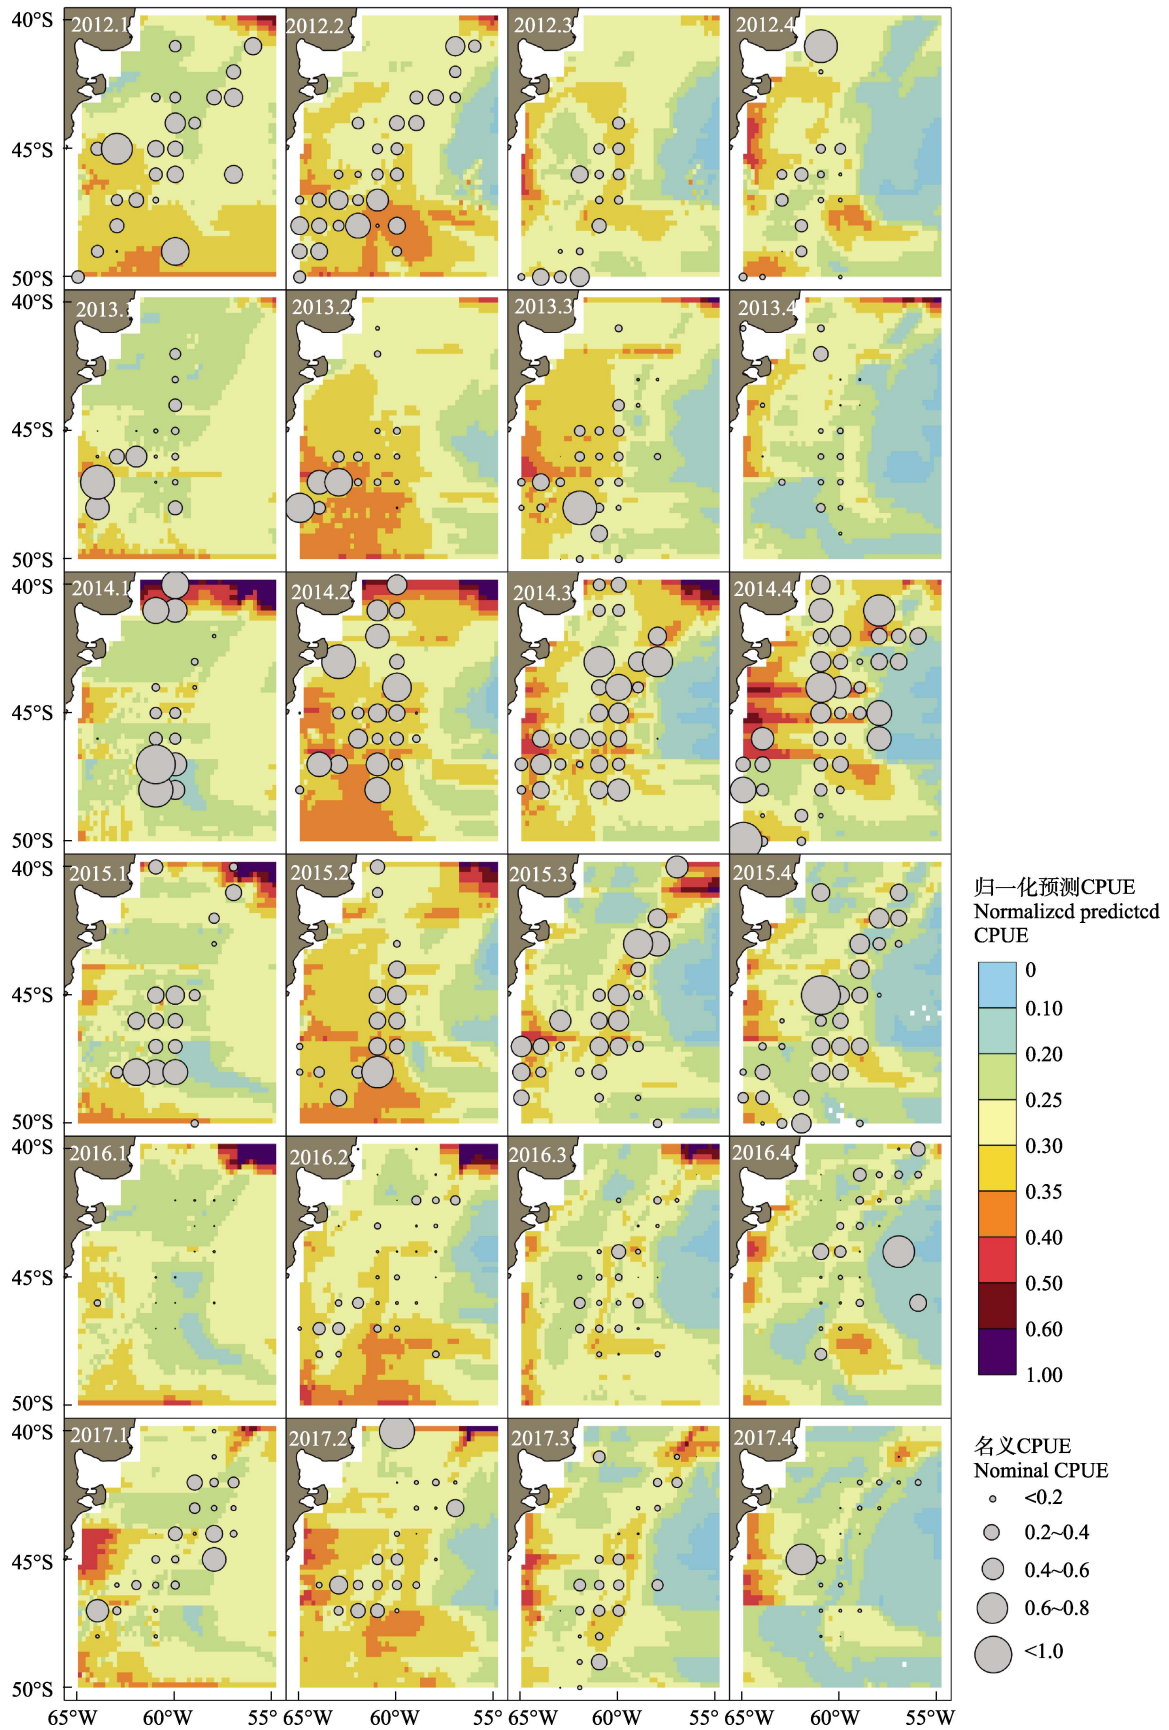 40°S
2012.1
2012.2
2012.3
2012.4
45°S
50°S
40°S
2013.1
2013.2
2013.3
2013.4
45°S
50°S
40°S
2014.1
2014.2
2014.3
2014.4
45°S
50°S
40°S
2015.1
2015.2
2015.3
2015.4
45°S
50°S
40°S
2016.1
2016.2
2016.3
2016.4
45°S
50°S
40°S
2017.1
2017.2
2017.3
2017.4
45°S
50°S
65°W 60°W 55°W 65°W 60°W 55°W 65°W 60°W 55°W 65°W 60°W 55°W
归一化预测CPUE
Normalizcd predictcd
CPUE
0
0.10
0.20
0.25
0.30
0.35
0.40
0.50
0.60
1.00
名义CPUE
Nominal CPUE
<0.2
0.2~0.4
0.4~0.6
0.6~0.8
<1.0